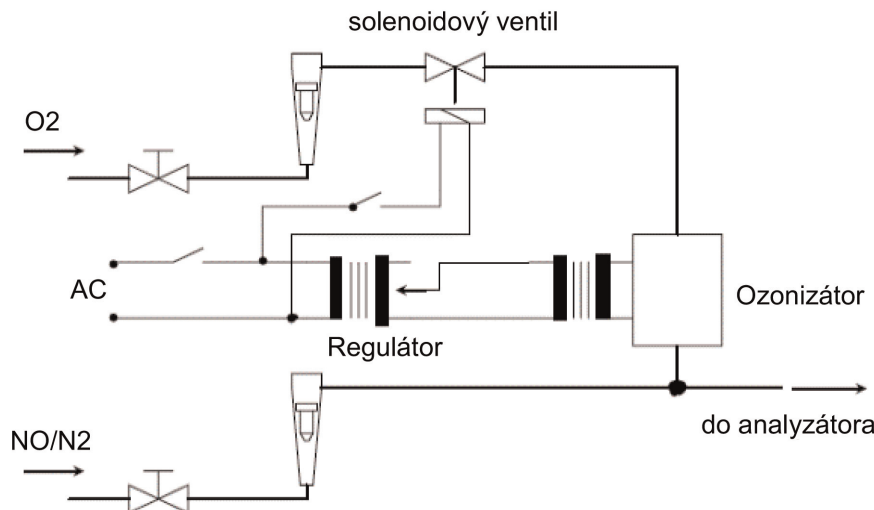 solenoidový ventil
O2
AC
Regulátor
Ozonizátor
do analyzátora
NO/N2